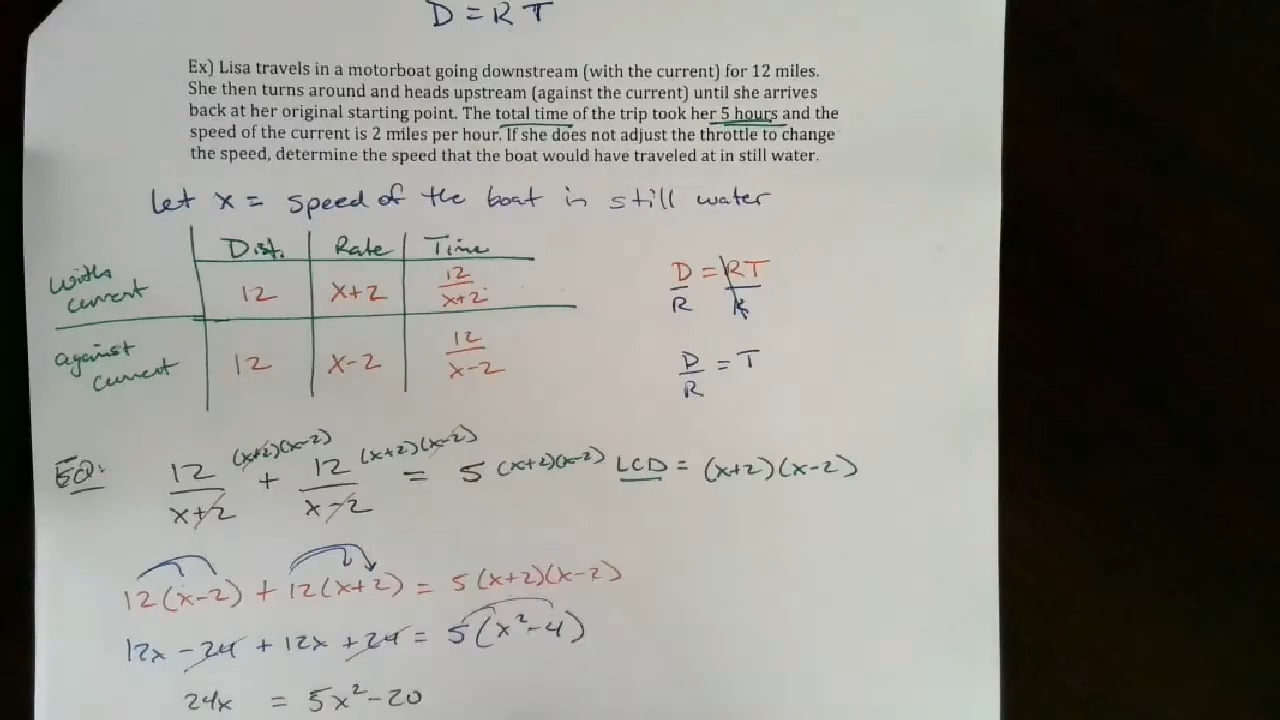 D = RT
Ex) Lisa travels in a motorboat going downstream (with the current) for 12 miles.
She then turns around and heads upstream (against the current) until she arrives
back at her original starting point. The total time of the trip took her 5 hours and the
speed of the current is 2 miles per hour. If she does not adjust the throttle to change
the speed, determine the speed that the boat would have traveled at in still water.
Let x = speed of the boat in still water
Dist. Rate Time
With current 12 x+2 12/(x+2)
against current 12 x-2 12/(x-2)
D/R = RT/R
D/R = T
EQ: 12/(x+2) (x+2)(x-2) + 12/(x-2) (x+2)(x-2) = 5 (x+2)(x-2) LCD = (x+2)(x-2)
12(x-2) + 12(x+2) = 5(x+2)(x-2)
12x - 24 + 12x + 24 = 5(x² - 4)
24x = 5x² - 20